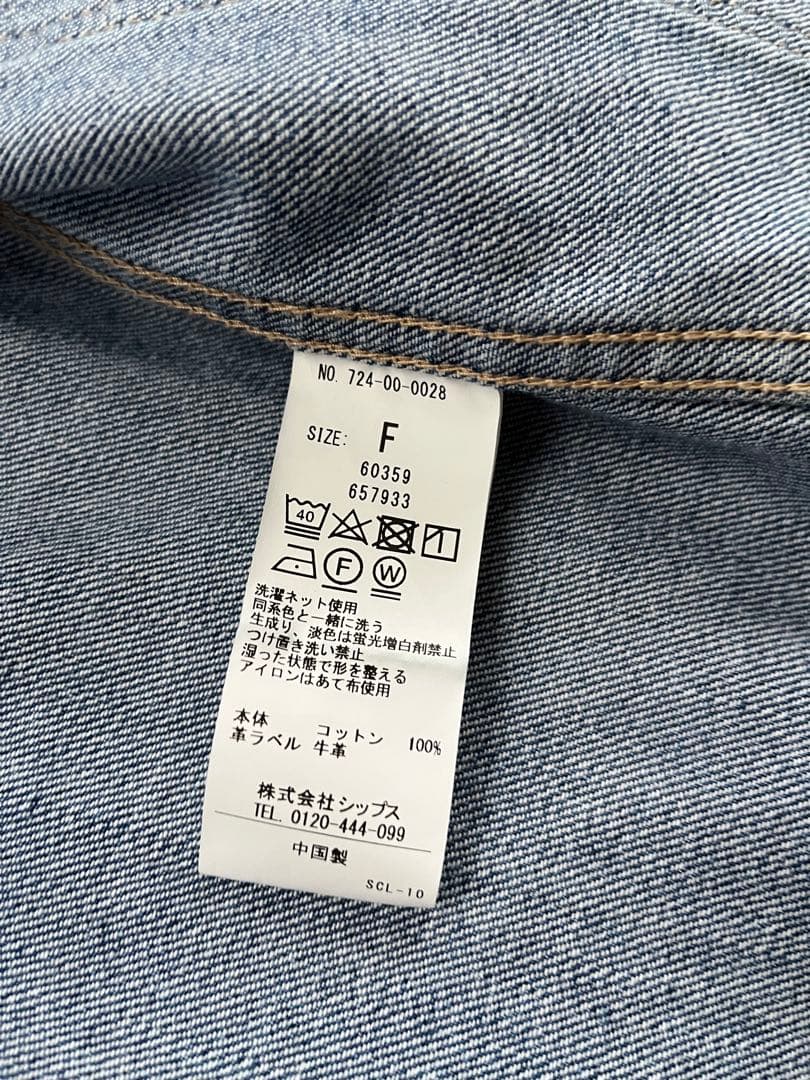 NO. 724-00-0028
SIZE: F
60359
657933
40
F W
洗濯ネット使用
同系色と一緒に洗う
生成り、淡色は蛍光増白剤禁止
つけ置き洗い禁止
湿った状態で形を整える
アイロンはあて布使用
本体 コットン 100%
革ラベル 牛革
株式会社シップス
TEL. 0120-444-099
中国製
SCL-10